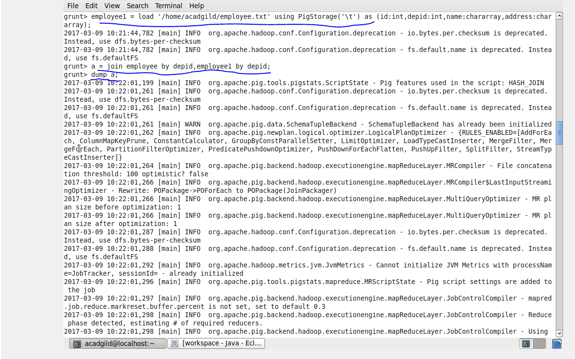 File Edit View Search Terminal Help
grunt> employee1 = load '/home/acadgild/employee.txt' using PigStorage('\t') as (id:int,depid:int,name:chararray,address:char
array);
2017-03-09 10:21:44,782 [main] INFO  org.apache.hadoop.conf.Configuration.deprecation - io.bytes.per.checksum is deprecated.
Instead, use dfs.bytes-per-checksum
2017-03-09 10:21:44,782 [main] INFO  org.apache.hadoop.conf.Configuration.deprecation - fs.default.name is deprecated. Instea
d, use fs.defaultFS
grunt> a = join employee by depid,employee1 by depid;
grunt> dump a;
2017-03-09 10:22:01,199 [main] INFO  org.apache.pig.tools.pigstats.ScriptState - Pig features used in the script: HASH_JOIN
2017-03-09 10:22:01,261 [main] INFO  org.apache.hadoop.conf.Configuration.deprecation - io.bytes.per.checksum is deprecated.
Instead, use dfs.bytes-per-checksum
2017-03-09 10:22:01,261 [main] INFO  org.apache.hadoop.conf.Configuration.deprecation - fs.default.name is deprecated. Instea
d, use fs.defaultFS
2017-03-09 10:22:01,261 [main] WARN  org.apache.pig.data.SchemaTupleBackend - SchemaTupleBackend has already been initialized
2017-03-09 10:22:01,262 [main] INFO  org.apache.pig.newplan.logical.optimizer.LogicalPlanOptimizer - {RULES_ENABLED=[AddForEa
ch, ColumnMapKeyPrune, ConstantCalculator, GroupByConstParallelSetter, LimitOptimizer, LoadTypeCastInserter, MergeFilter, Mer
geForEach, PartitionFilterOptimizer, PredicatePushdownOptimizer, PushDownForEachFlatten, PushUpFilter, SplitFilter, StreamTyp
eCastInserter]}
2017-03-09 10:22:01,264 [main] INFO  org.apache.pig.backend.hadoop.executionengine.mapReduceLayer.MRCompiler - File concatena
tion threshold: 100 optimistic? false
2017-03-09 10:22:01,266 [main] INFO  org.apache.pig.backend.hadoop.executionengine.mapReduceLayer.MRCompiler$LastInputStreami
ngOptimizer - Rewrite: POPackage->POForEach to POPackage(JoinPackager)
2017-03-09 10:22:01,266 [main] INFO  org.apache.pig.backend.hadoop.executionengine.mapReduceLayer.MultiQueryOptimizer - MR pl
an size before optimization: 1
2017-03-09 10:22:01,266 [main] INFO  org.apache.pig.backend.hadoop.executionengine.mapReduceLayer.MultiQueryOptimizer - MR pl
an size after optimization: 1
2017-03-09 10:22:01,287 [main] INFO  org.apache.hadoop.conf.Configuration.deprecation - io.bytes.per.checksum is deprecated.
Instead, use dfs.bytes-per-checksum
2017-03-09 10:22:01,288 [main] INFO  org.apache.hadoop.conf.Configuration.deprecation - fs.default.name is deprecated. Instea
d, use fs.defaultFS
2017-03-09 10:22:01,292 [main] INFO  org.apache.hadoop.metrics.jvm.JvmMetrics - Cannot initialize JVM Metrics with processNam
e=JobTracker, sessionId= - already initialized
2017-03-09 10:22:01,296 [main] INFO  org.apache.pig.tools.pigstats.mapreduce.MRScriptState - Pig script settings are added to
 the job
2017-03-09 10:22:01,297 [main] INFO  org.apache.pig.backend.hadoop.executionengine.mapReduceLayer.JobControlCompiler - mapred
.job.reduce.markreset.buffer.percent is not set, set to default 0.3
2017-03-09 10:22:01,298 [main] INFO  org.apache.pig.backend.hadoop.executionengine.mapReduceLayer.JobControlCompiler - Reduce
 phase detected, estimating # of required reducers.
2017-03-09 10:22:01,298 [main] INFO  org.apache.pig.backend.hadoop.executionengine.mapReduceLayer.JobControlCompiler - Using
acadgild@localhost:~ [workspace - Java - Ecl...